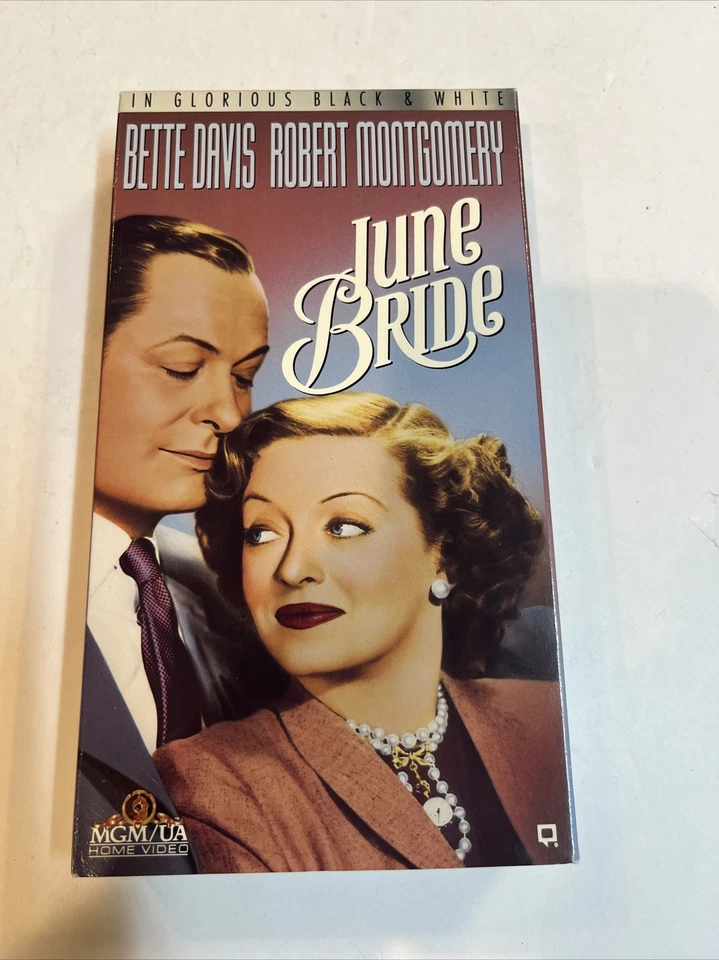 IN GLORIOUS BLACK & WHITE
BETTE DAVIS ROBERT MONTGOMERY
June
BRIDe
MGM/UA
HOME VIDEO